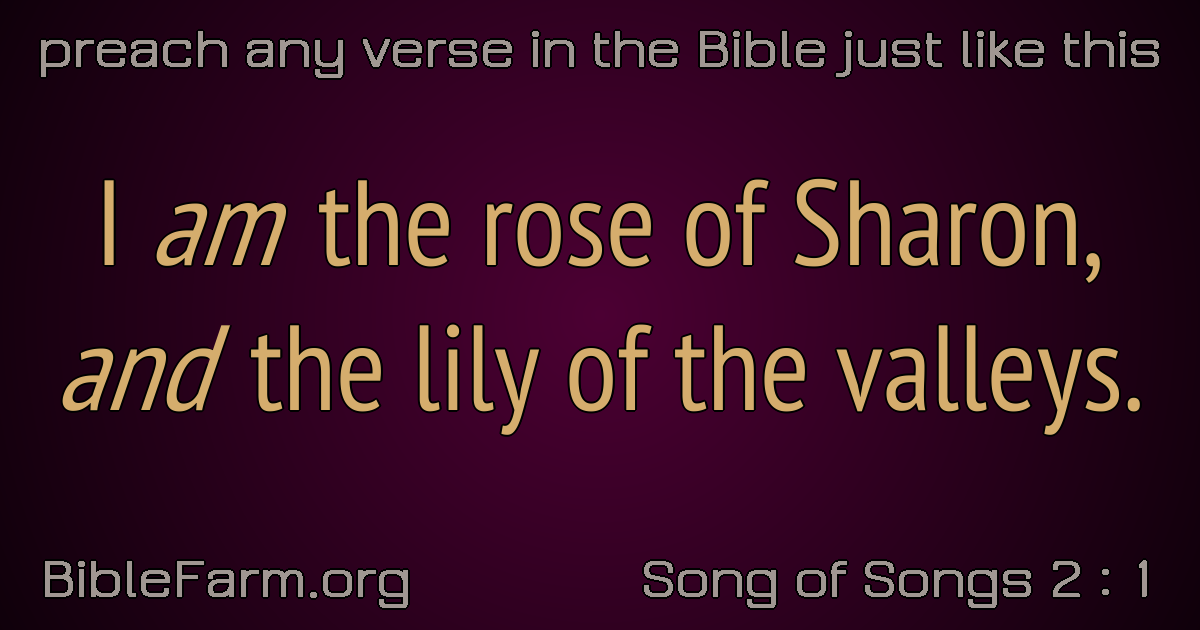 preach any verse in the Bible just like this
I am the rose of Sharon,
and the lily of the valleys.
BibleFarm.org
Song of Songs 2 : 1